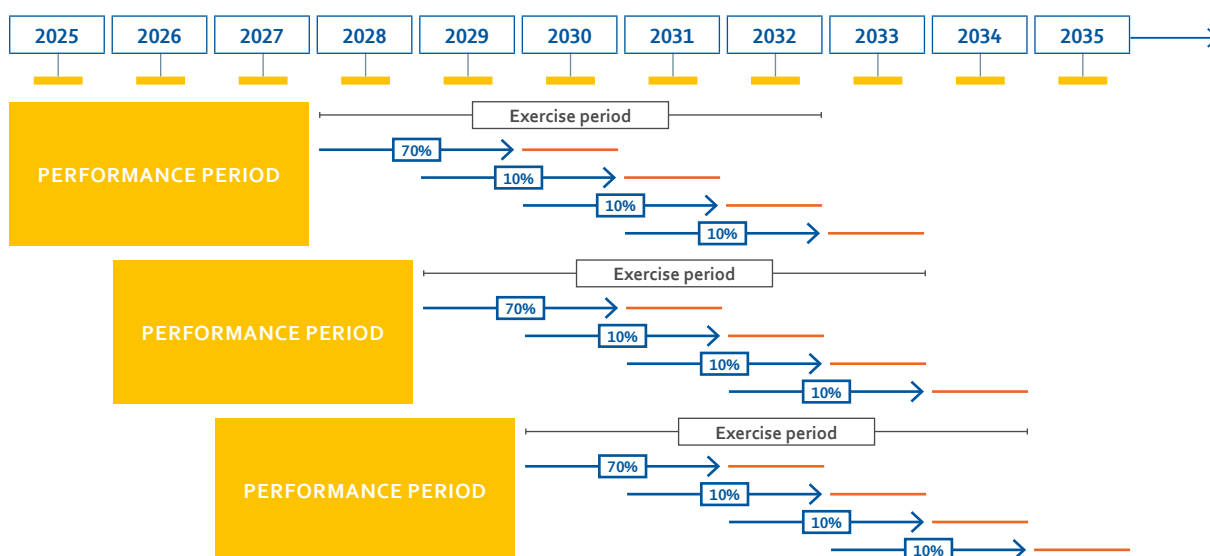 2025 2026 2027 2028 2029 2030 2031 2032 2033 2034 2035
Exercise period
70%
PERFORMANCE PERIOD
10%
10%
10%
Exercise period
70%
PERFORMANCE PERIOD
10%
10%
10%
Exercise period
70%
PERFORMANCE PERIOD
10%
10%
10%